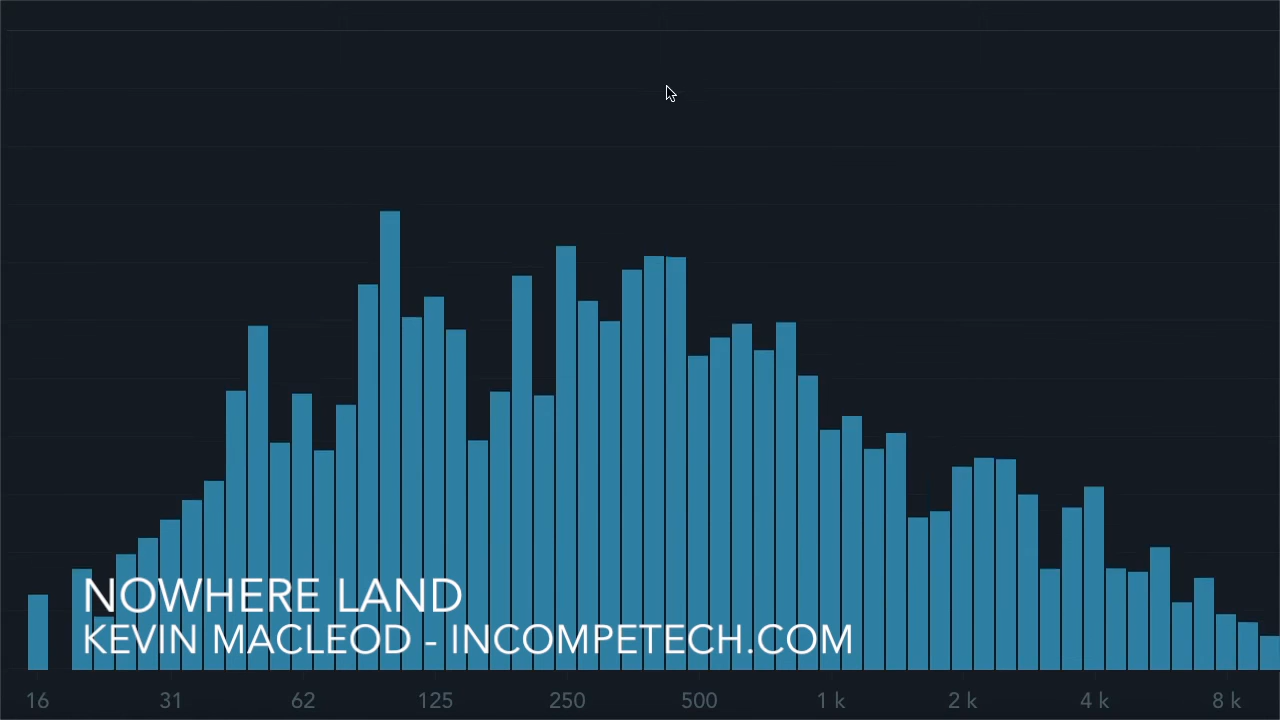 NOWHERE LAND
KEVIN MACLEOD - INCOMPETECH.COM
16 31 62 125 250 500 1 k 2 k 4 k 8 k